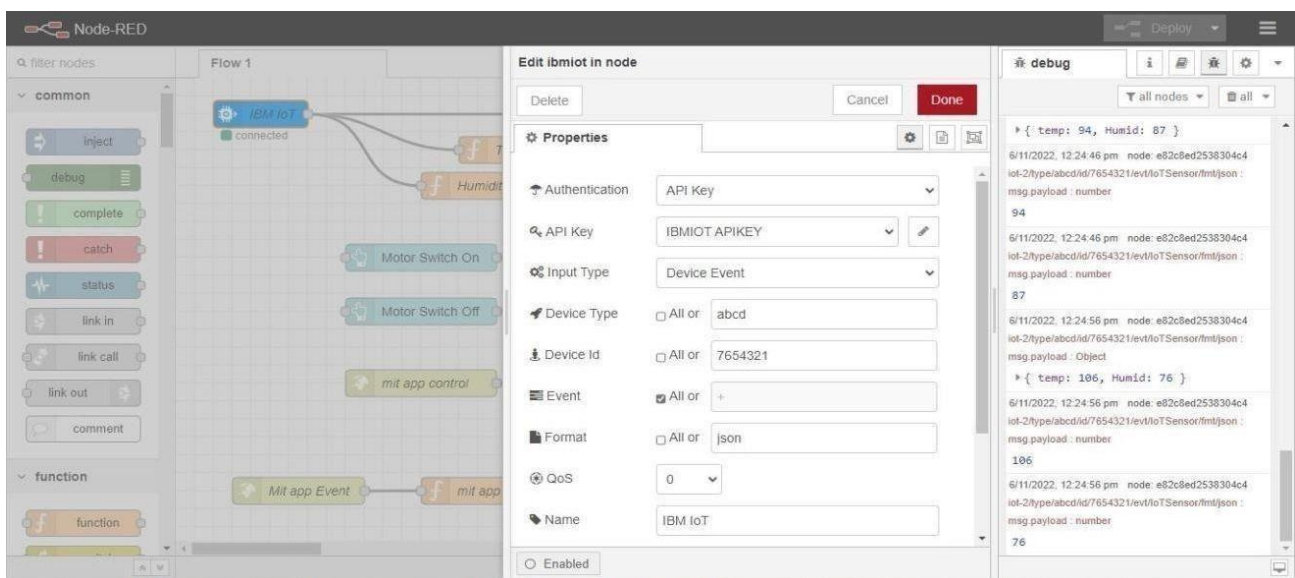 Node-RED
Deploy
filter nodes
common
inject
debug
complete
catch
status
link in
link call
link out
comment
function
function
Flow 1
IBM IoT
connected
Humidit
Motor Switch On
Motor Switch Off
mit app control
Mit app Event
mit app
Edit ibmiot in node
Delete
Cancel
Done
Properties
Authentication
API Key
API Key
IBMIOT APIKEY
Input Type
Device Event
Device Type
All or
abcd
Device Id
All or
7654321
Event
All or
+
Format
All or
json
QoS
0
Name
IBM IoT
Enabled
debug
i
all nodes
all
{ temp: 94, Humid: 87 }
6/11/2022, 12:24:46 pm node: e82c8ed2538304c4
iot-2/type/abcd/id/7654321/evt/IoTSensor/fmt/json :
msg.payload : number
94
6/11/2022, 12:24:46 pm node: e82c8ed2538304c4
iot-2/type/abcd/id/7654321/evt/IoTSensor/fmt/json :
msg.payload : number
87
6/11/2022, 12:24:56 pm node: e82c8ed2538304c4
iot-2/type/abcd/id/7654321/evt/IoTSensor/fmt/json :
msg.payload : Object
{ temp: 106, Humid: 76 }
6/11/2022, 12:24:56 pm node: e82c8ed2538304c4
iot-2/type/abcd/id/7654321/evt/IoTSensor/fmt/json :
msg.payload : number
106
6/11/2022, 12:24:56 pm node: e82c8ed2538304c4
iot-2/type/abcd/id/7654321/evt/IoTSensor/fmt/json :
msg.payload : number
76